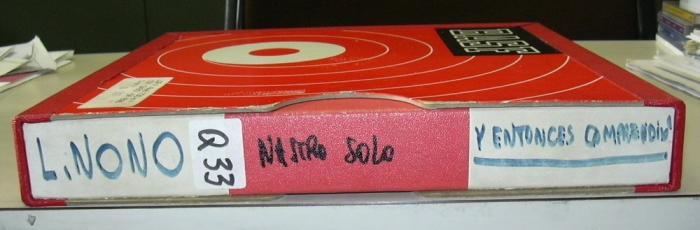 L. NONO
Q 33
NASTRO SOLO
Y ENTONCES COMPRENDIÓ